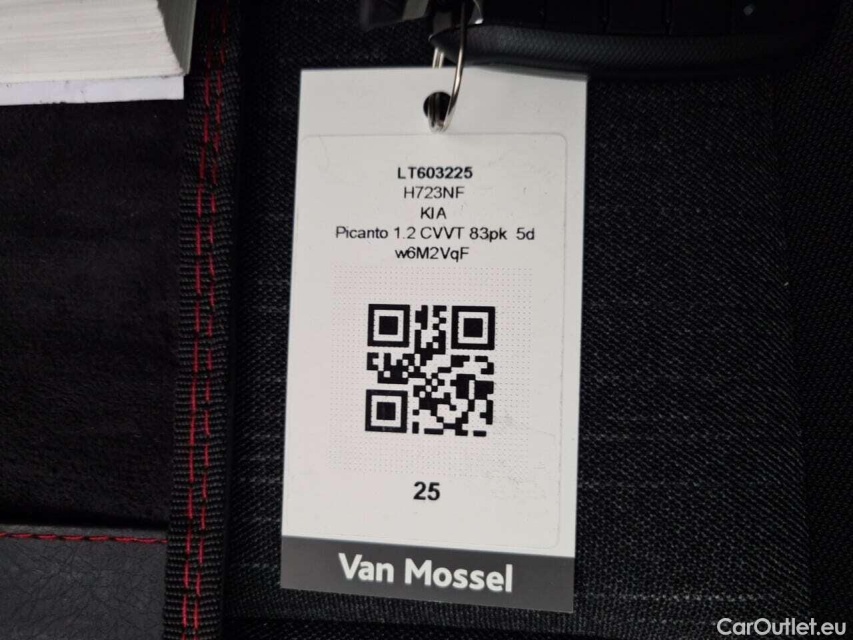 LT603225
H723NF
KIA
Picanto 1.2 CVVT 83pk 5d
w6M2VqF
25
Van Mossel
CarOutlet.eu